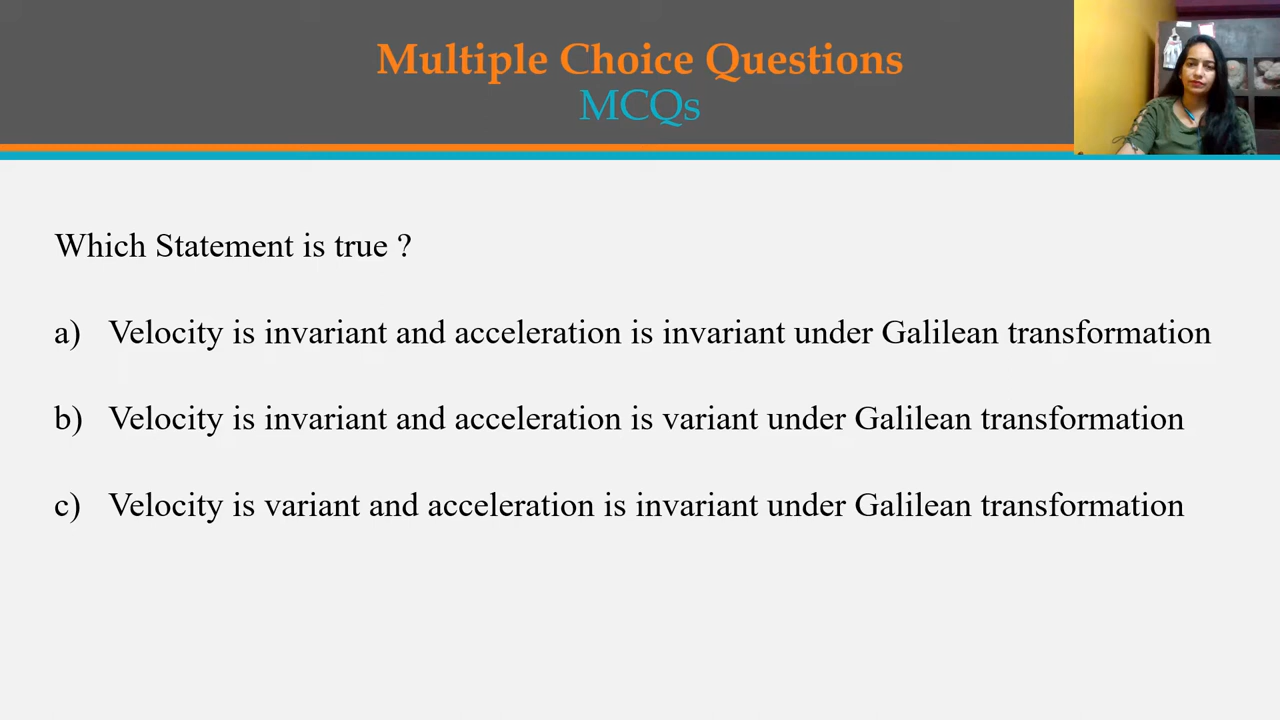 Multiple Choice Questions
MCQs
Which Statement is true ?
a) Velocity is invariant and acceleration is invariant under Galilean transformation
b) Velocity is invariant and acceleration is variant under Galilean transformation
c) Velocity is variant and acceleration is invariant under Galilean transformation